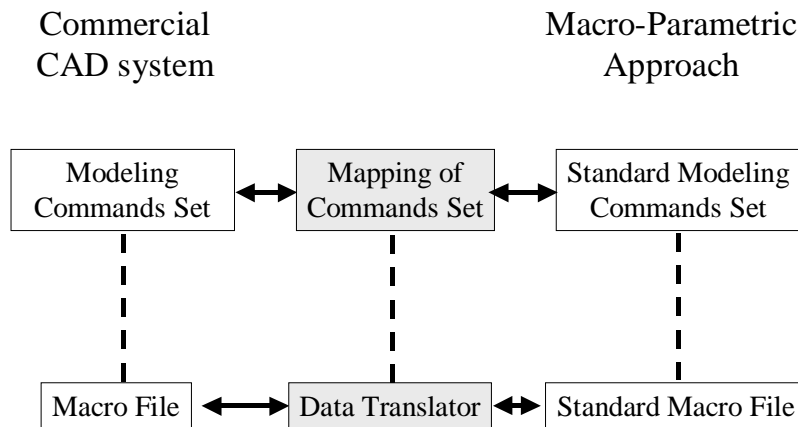 Commercial
CAD system
Macro-Parametric
Approach
Modeling
Commands Set
Mapping of
Commands Set
Standard Modeling
Commands Set
Macro File
Data Translator
Standard Macro File